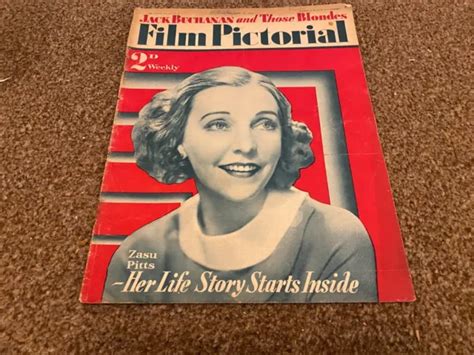 JACK BUCHANAN and Those Blondes
Film Pictorial
2D
Weekly
Zasu
Pitts
~Her Life Story Starts Inside